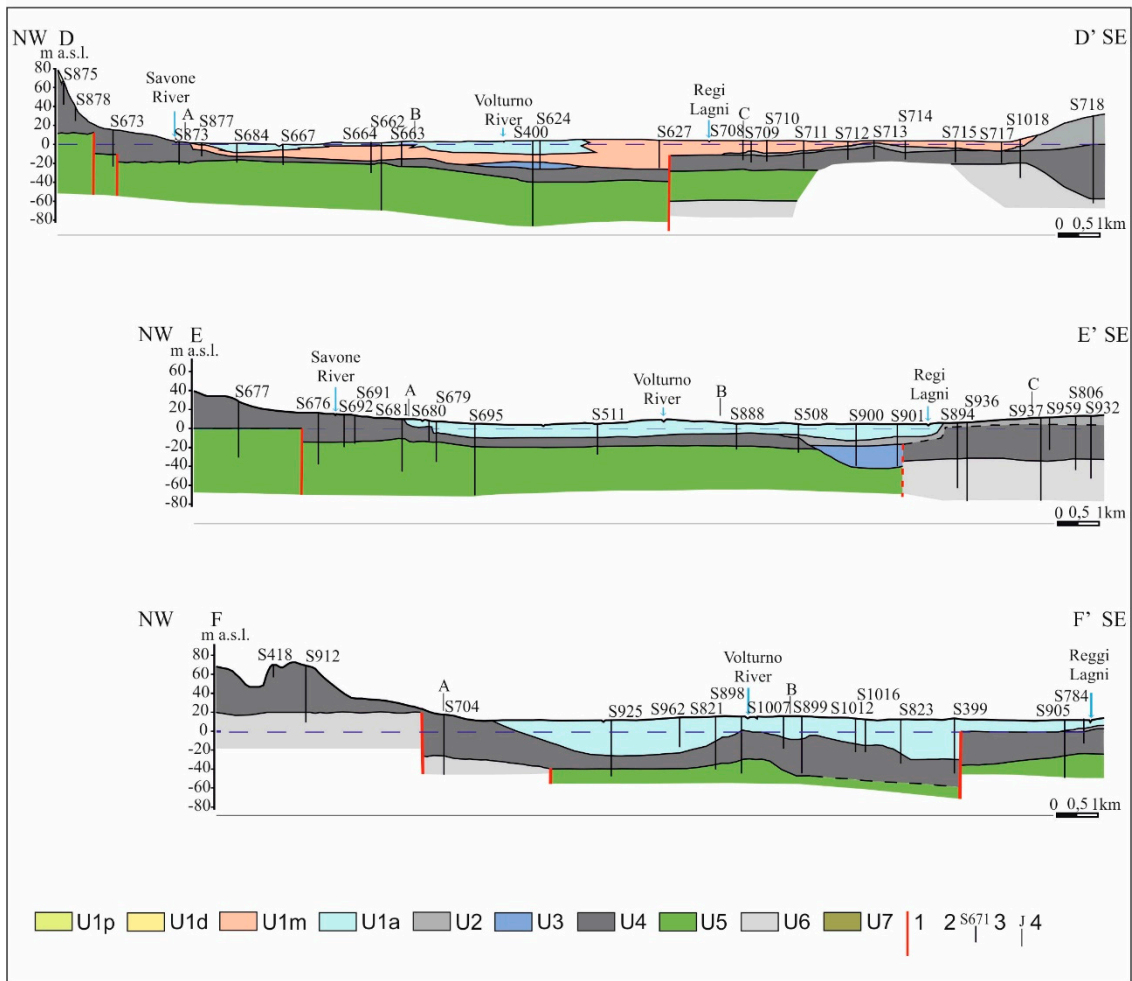 NW D D' SE
m a.s.l.
80
60
40
20
0
-20
-40
-60
-80
S875
S878
S673
Savone
River
A
S873
S877
S684
S667
S664
S662
B
S663
Volturno
River
S400
S624
S627
Regi
Lagni
S708
C
S709
S710
S711
S712
S713
S714
S715
S717
S1018
S718
0 0,5 1km
NW E E' SE
m a.s.l.
60
40
20
0
-20
-40
-60
-80
S677
S676
Savone
River
S692
S691
S681
A
S680
S679
S695
S511
Volturno
River
B
S888
S508
S900
S901
Regi
Lagni
S894
S936
S937
C
S959
S806
S932
0 0,5 1km
NW F F' SE
m a.s.l.
80
60
40
20
0
-20
-40
-60
-80
S418
S912
A
S704
S925
S962
S821
S898
Volturno
River
S1007
B
S899
S1012
S1016
S823
S399
S905
S784
Reggi
Lagni
0 0,5 1km
U1p U1d U1m U1a U2 U3 U4 U5 U6 U7 1 2 S671 3 J 4